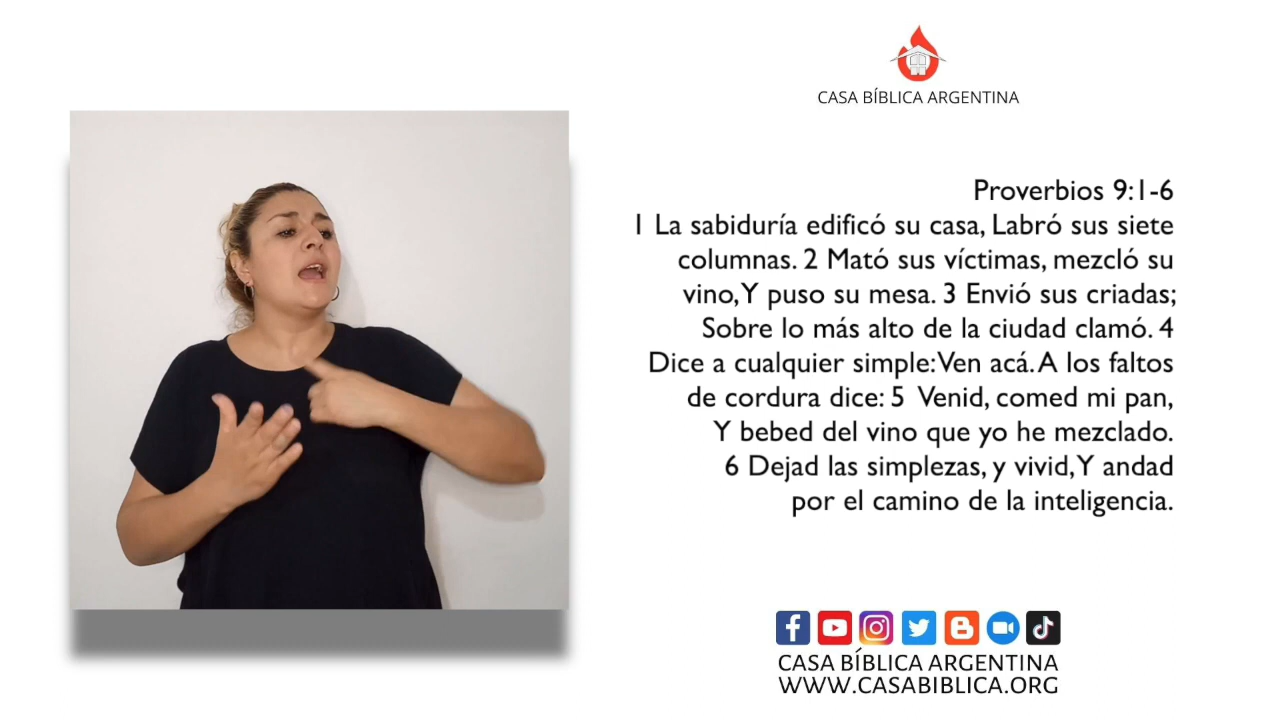 CASA BÍBLICA ARGENTINA
Proverbios 9:1-6
1 La sabiduría edificó su casa, Labró sus siete
columnas. 2 Mató sus víctimas, mezcló su
vino, Y puso su mesa. 3 Envió sus criadas;
Sobre lo más alto de la ciudad clamó. 4
Dice a cualquier simple: Ven acá. A los faltos
de cordura dice: 5 Venid, comed mi pan,
Y bebed del vino que yo he mezclado.
6 Dejad las simplezas, y vivid, Y andad
por el camino de la inteligencia.
CASA BÍBLICA ARGENTINA
WWW.CASABIBLICA.ORG